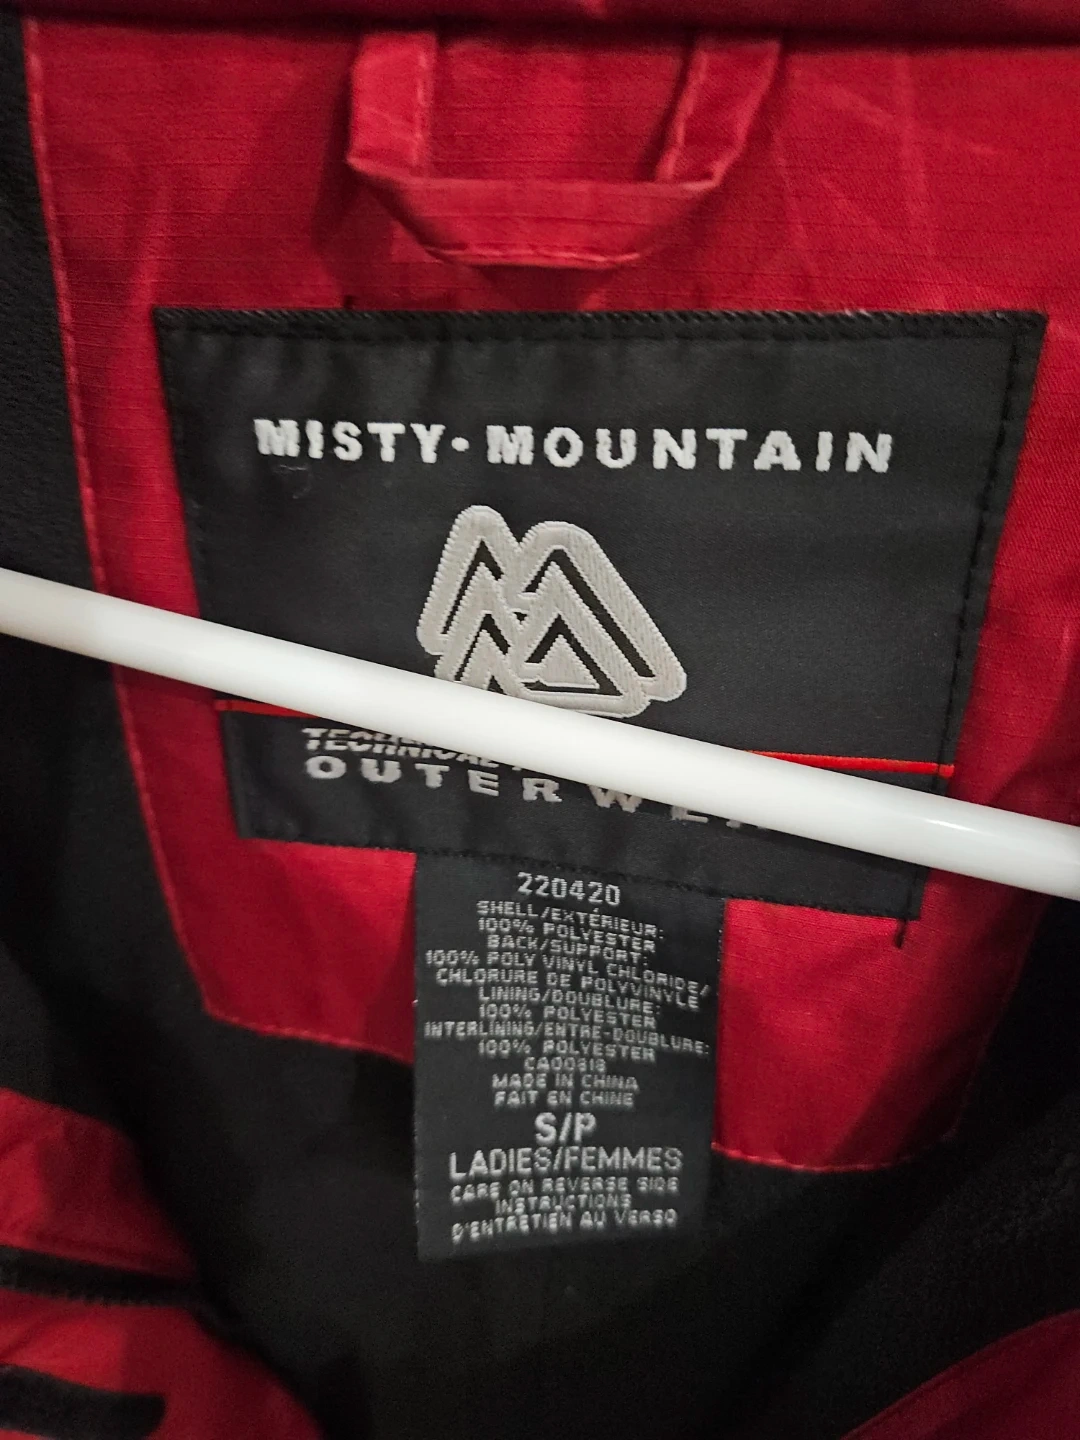 MISTY•MOUNTAIN
TECHNICAL
OUTERWE
220420
SHELL/EXTÉRIEUR:
100% POLYESTER
BACK/SUPPORT:
100% POLY VINYL CHLORIDE/
CHLORURE DE POLYVINYLE
LINING/DOUBLURE:
100% POLYESTER
INTERLINING/ENTRE-DOUBLURE:
100% POLYESTER
CA00818
MADE IN CHINA
FAIT EN CHINE
S/P
LADIES/FEMMES
CARE ON REVERSE SIDE
INSTRUCTIONS
D'ENTRETIEN AU VERSO